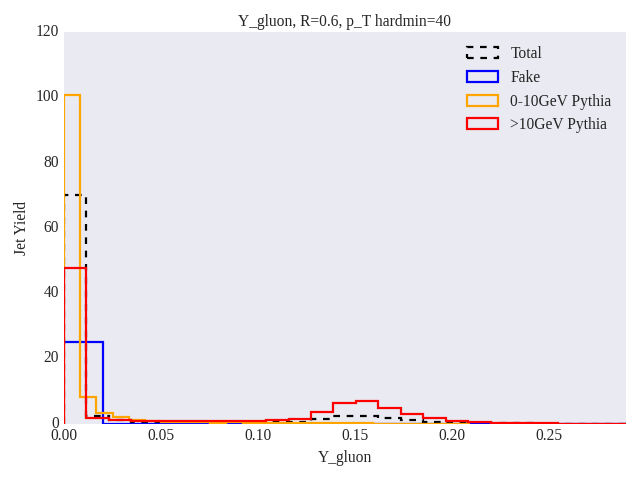 Y_gluon, R=0.6, p_T hardmin=40
120
100
80
60
40
20
0
Jet Yield
Total
Fake
0-10GeV Pythia
>10GeV Pythia
0.00 0.05 0.10 0.15 0.20 0.25
Y_gluon